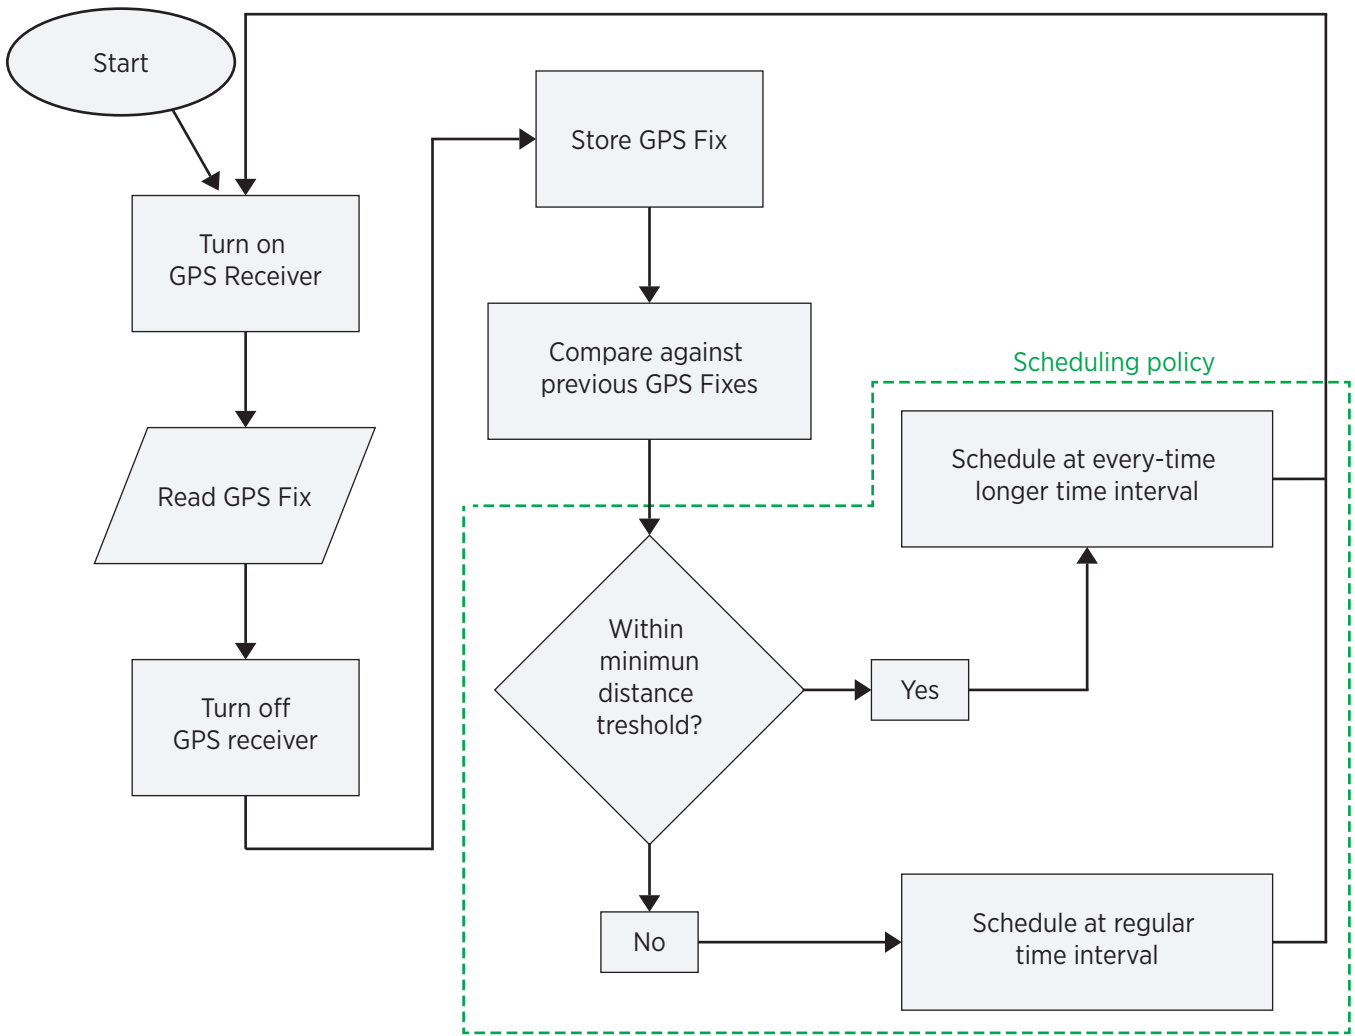 Start
Turn on
GPS Receiver
Read GPS Fix
Turn off
GPS receiver
Store GPS Fix
Compare against
previous GPS Fixes
Scheduling policy
Within
minimun
distance
treshold?
Yes
Schedule at every-time
longer time interval
No
Schedule at regular
time interval